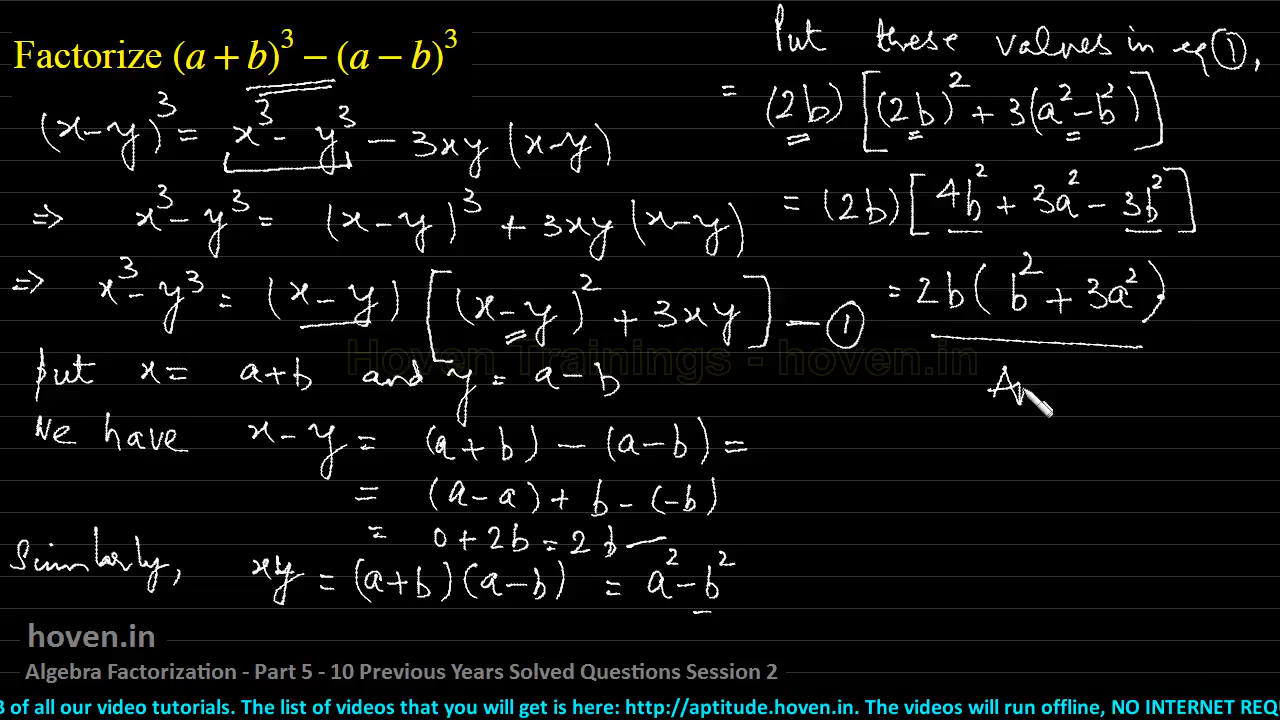 Factorize (a + b)³ − (a − b)³
(x-y)³ = x³ - y³ - 3xy (x-y)
⇒ x³ - y³ = (x-y)³ + 3xy (x-y)
⇒ x³ - y³ = (x-y) [(x-y)² + 3xy] — ①
put x = a+b and y = a-b
We have x-y = (a+b) - (a-b) =
= (a-a) + b - (-b)
= 0 + 2b = 2b
Similarly, xy = (a+b)(a-b) = a² - b²
Put these values in eq ①,
= (2b) [(2b)² + 3(a² - b²)]
= (2b) [4b² + 3a² - 3b²]
= 2b (b² + 3a²)
An
Hoven Trainings - hoven.in
hoven.in
Algebra Factorization - Part 5 - 10 Previous Years Solved Questions Session 2
of all our video tutorials. The list of videos that you will get is here: http://aptitude.hoven.in. The videos will run offline, NO INTERNET REQ